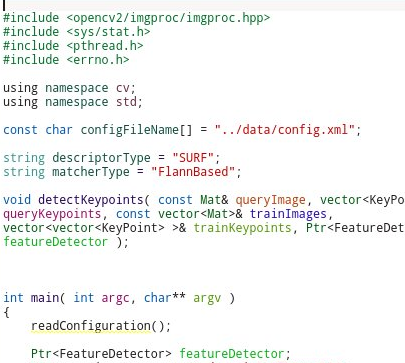 #include <opencv2/imgproc/imgproc.hpp>
#include <sys/stat.h>
#include <pthread.h>
#include <errno.h>
using namespace cv;
using namespace std;
const char configFileName[] = "../data/config.xml";
string descriptorType = "SURF";
string matcherType = "FlannBased";
void detectKeypoints( const Mat& queryImage, vector<KeyPo
queryKeypoints, const vector<Mat>& trainImages,
vector<vector<KeyPoint> >& trainKeypoints, Ptr<FeatureDet
featureDetector );
int main( int argc, char** argv )
{
readConfiguration();
Ptr<FeatureDetector> featureDetector;